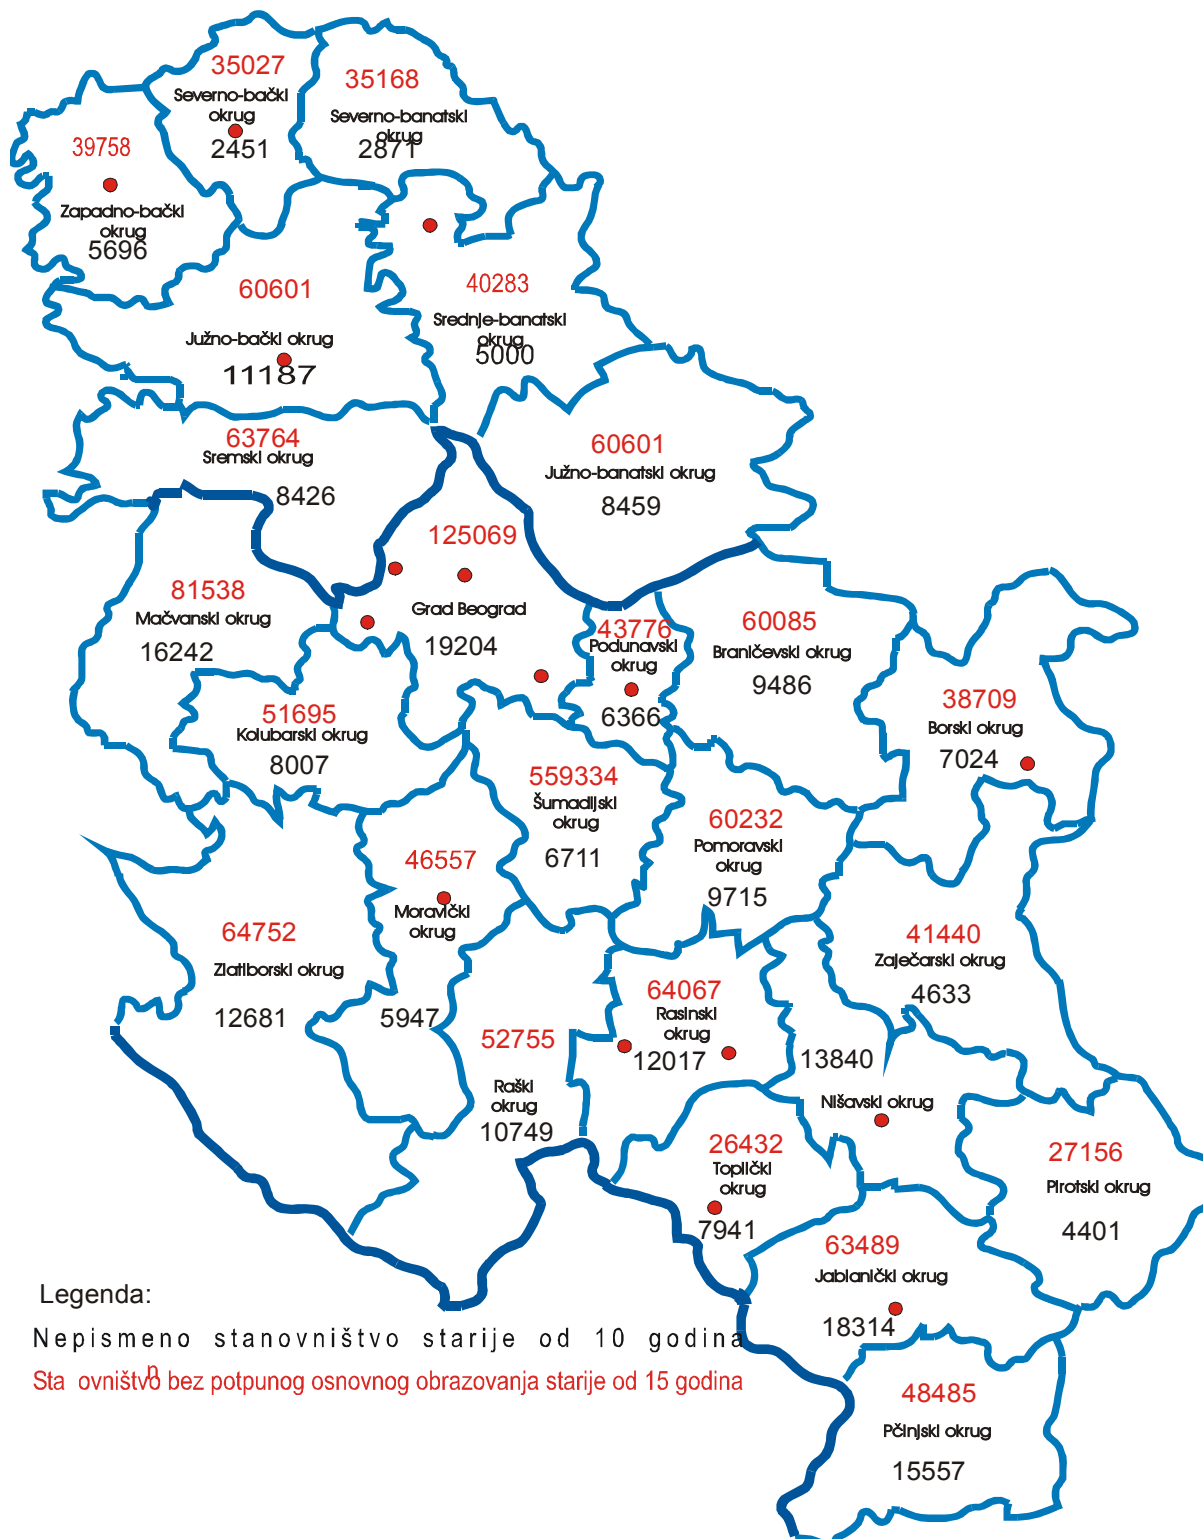 35027
Severno-bački
okrug
2451
35168
Severno-banatski
okrug
2871
39758
Zapadno-bački
okrug
5696
60601
Južno-bački okrug
11187
40283
Srednje-banatski
okrug
5000
63764
Sremski okrug
8426
60601
Južno-banatski okrug
8459
125069
Grad Beograd
19204
81538
Mačvanski okrug
16242
43776
Podunavski
okrug
6366
60085
Braničevski okrug
9486
38709
Borski okrug
7024
51695
Kolubarski okrug
8007
559334
Šumadijski
okrug
6711
60232
Pomoravski
okrug
9715
46557
Moravički
okrug
5947
64752
Zlatiborski okrug
12681
41440
Zaječarski okrug
4633
64067
Rasinski
okrug
12017
52755
Raški
okrug
10749
13840
Nišavski okrug
26432
Toplički
okrug
7941
27156
Pirotski okrug
4401
63489
Jablanički okrug
18314
48485
Pčinjski okrug
15557
Legenda:
Nepismeno stanovništvo starije od 10 godina
Sta ovništvo bez potpunog osnovnog obrazovanja starije od 15 godina
n